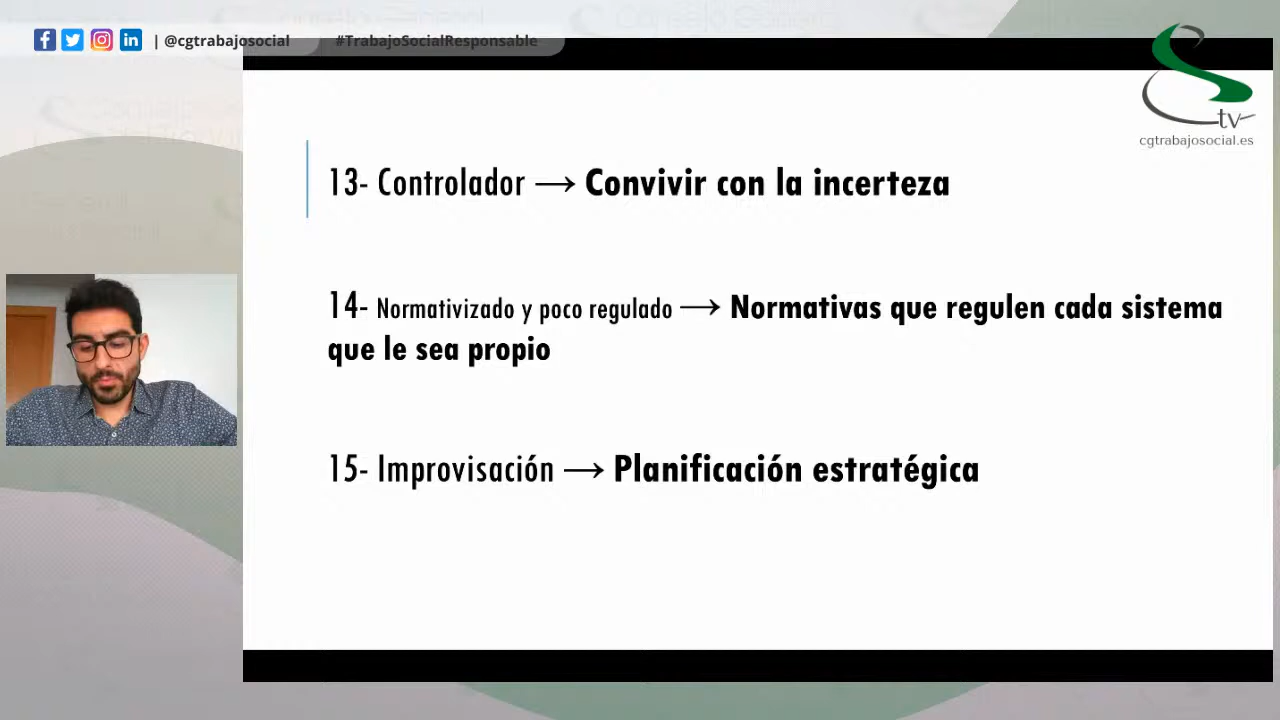 | @cgtrabajosocial #TrabajoSocialResponsable
tv
cgtrabajosocial.es
13- Controlador → Convivir con la incerteza
14- Normativizado y poco regulado → Normativas que regulen cada sistema
que le sea propio
15- Improvisación → Planificación estratégica